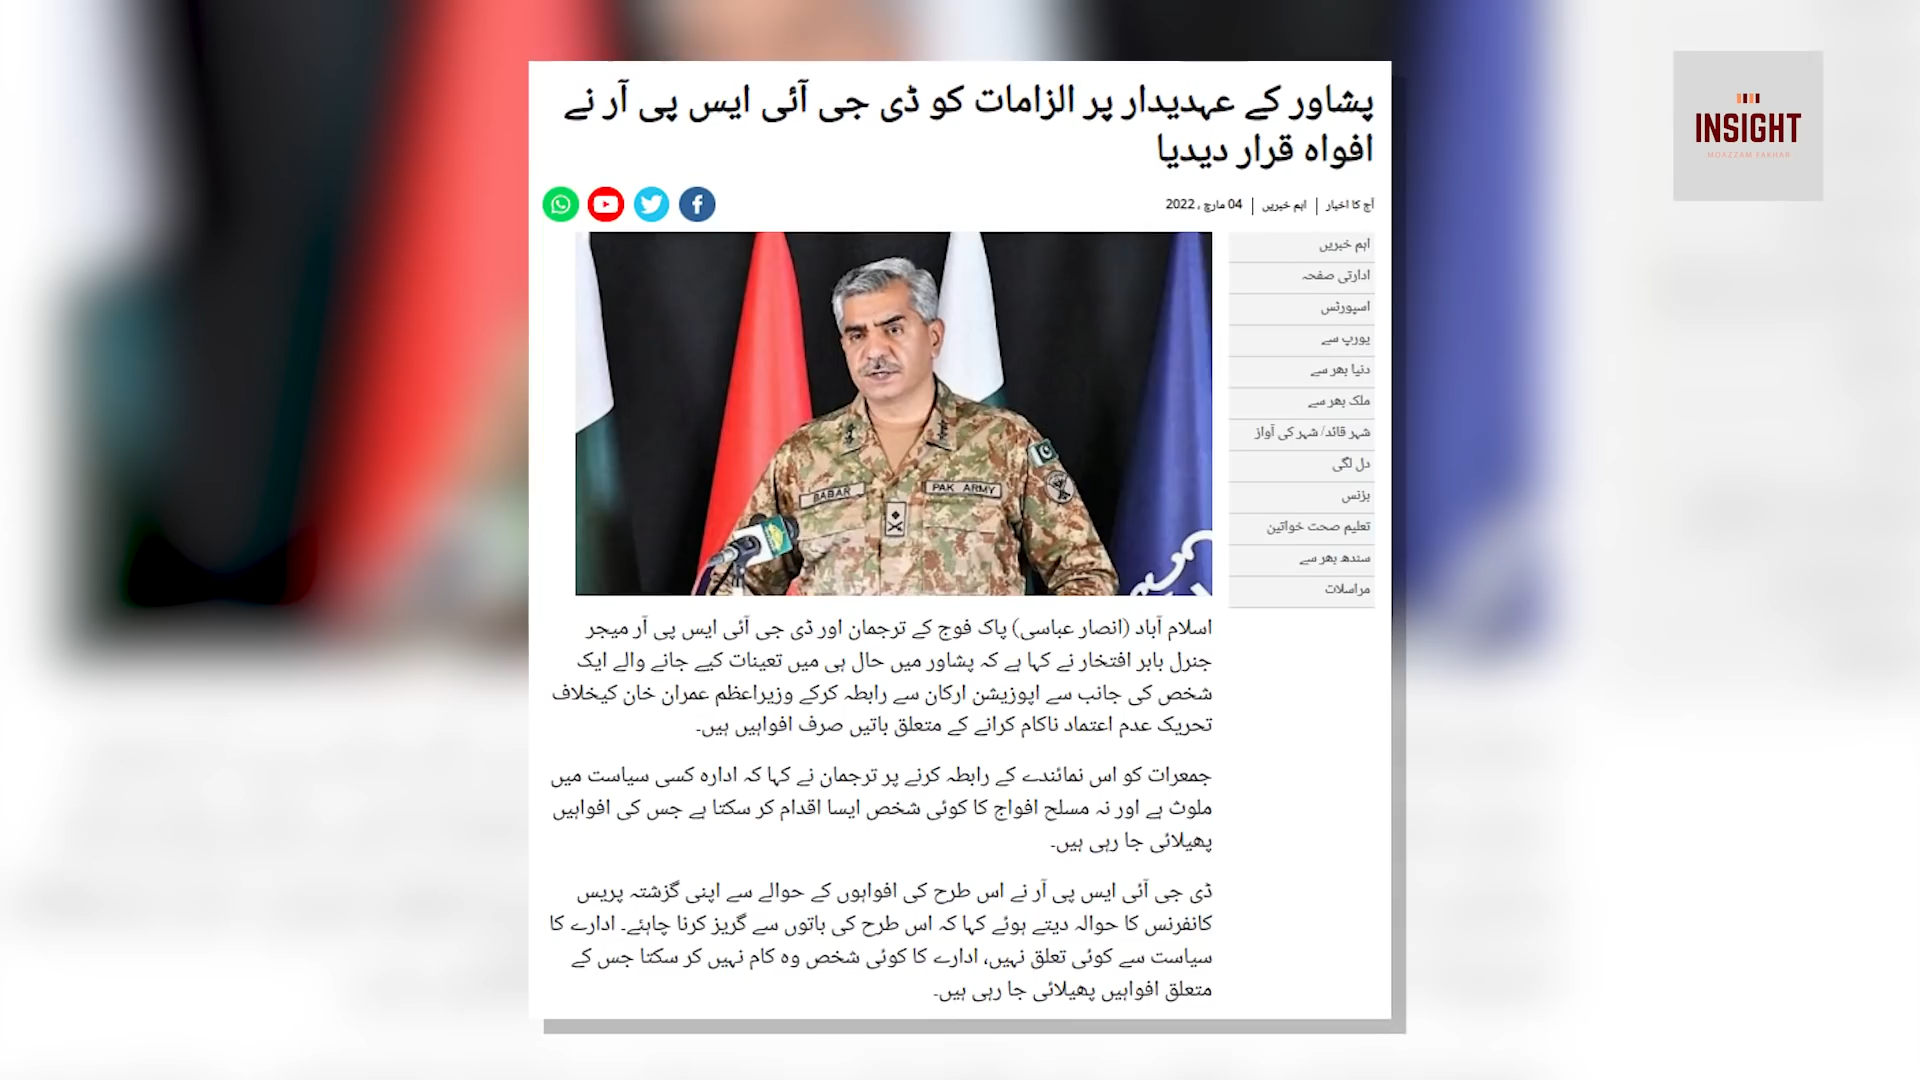 پشاور کے عہدیدار پر الزامات کو ڈی جی آئی ایس پی آر نے
افواہ قرار دیدیا
آج کا اخبار | اہم خبریں | 04 مارچ ، 2022
INSIGHT
MOAZZAM FAKHAR
اہم خبریں
ادارتی صفحہ
اسپورٹس
یورپ سے
دنیا بھر سے
ملک بھر سے
شہر قائد/ شہر کی آواز
دل لگی
بزنس
تعلیم صحت خواتین
سندھ بھر سے
مراسلات
BABAR
PAK ARMY
اسلام آباد (انصار عباسی) پاک فوج کے ترجمان اور ڈی جی آئی ایس پی آر میجر
جنرل بابر افتخار نے کہا ہے کہ پشاور میں حال ہی میں تعینات کیے جانے والے ایک
شخص کی جانب سے اپوزیشن ارکان سے رابطہ کرکے وزیراعظم عمران خان کیخلاف
تحریک عدم اعتماد ناکام کرانے کے متعلق باتیں صرف افواہیں ہیں۔
جمعرات کو اس نمائندے کے رابطہ کرنے پر ترجمان نے کہا کہ ادارہ کسی سیاست میں
ملوث ہے اور نہ مسلح افواج کا کوئی شخص ایسا اقدام کر سکتا ہے جس کی افواہیں
پھیلائی جا رہی ہیں۔
ڈی جی آئی ایس پی آر نے اس طرح کی افواہوں کے حوالے سے اپنی گزشتہ پریس
کانفرنس کا حوالہ دیتے ہوئے کہا کہ اس طرح کی باتوں سے گریز کرنا چاہئے۔ ادارے کا
سیاست سے کوئی تعلق نہیں، ادارے کا کوئی شخص وہ کام نہیں کر سکتا جس کے
متعلق افواہیں پھیلائی جا رہی ہیں۔